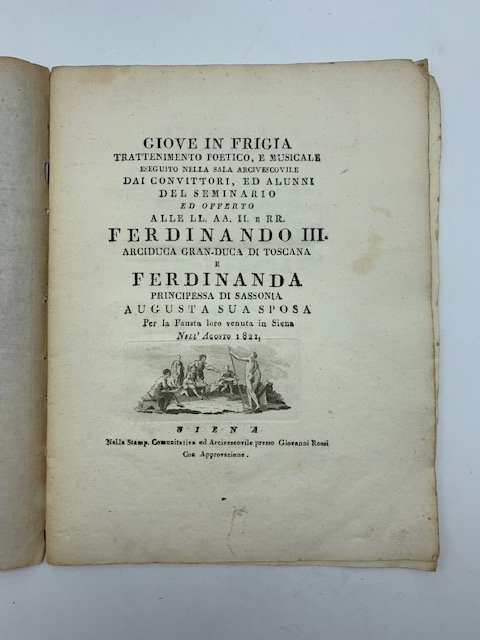 GIOVE IN FRIGIA
TRATTENIMENTO POETICO, E MUSICALE
ESEGUITO NELLA SALA ARCIVESCOVILE
DAI CONVITTORI, ED ALUNNI
DEL SEMINARIO
ED OFFERTO
ALLE LL. AA. II. E RR.
FERDINANDO III.
ARCIDUCA GRAN-DUCA DI TOSCANA
E
FERDINANDA
PRINCIPESSA DI SASSONIA
AUGUSTA SUA SPOSA
Per la Fausta loro venuta in Siena
NELL' AGOSTO 1821,
SIENA
Nella Stamp. Comunitativa ed Arcivescovile presso Giovanni Rossi
Con Approvazione.